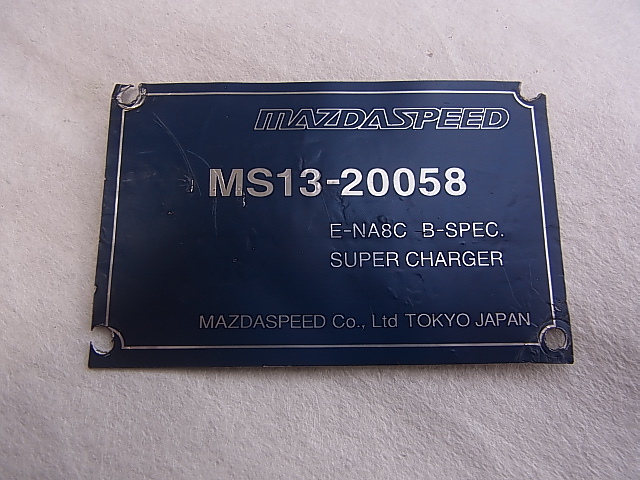 MAZDASPEED
MS13-20058
E-NA8C B-SPEC.
SUPER CHARGER
MAZDASPEED Co., Ltd TOKYO JAPAN